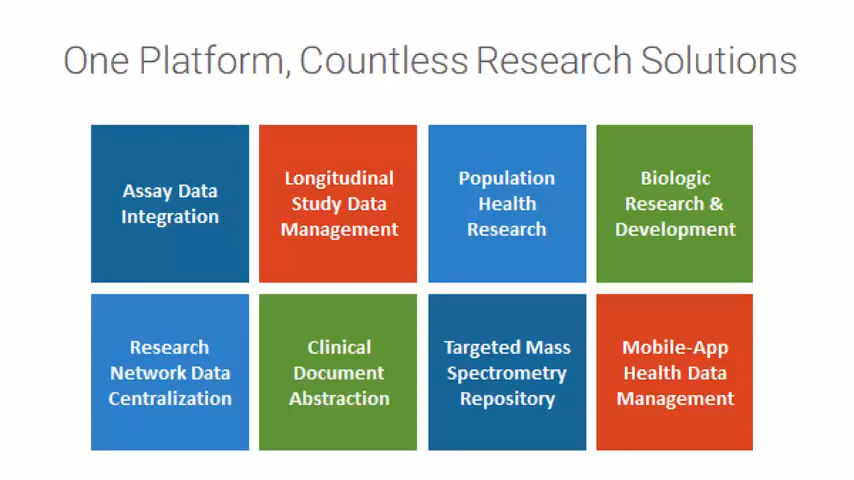 One Platform, Countless Research Solutions
Assay Data
Integration
Longitudinal
Study Data
Management
Population
Health
Research
Biologic
Research &
Development
Research
Network Data
Centralization
Clinical
Document
Abstraction
Targeted Mass
Spectrometry
Repository
Mobile-App
Health Data
Management